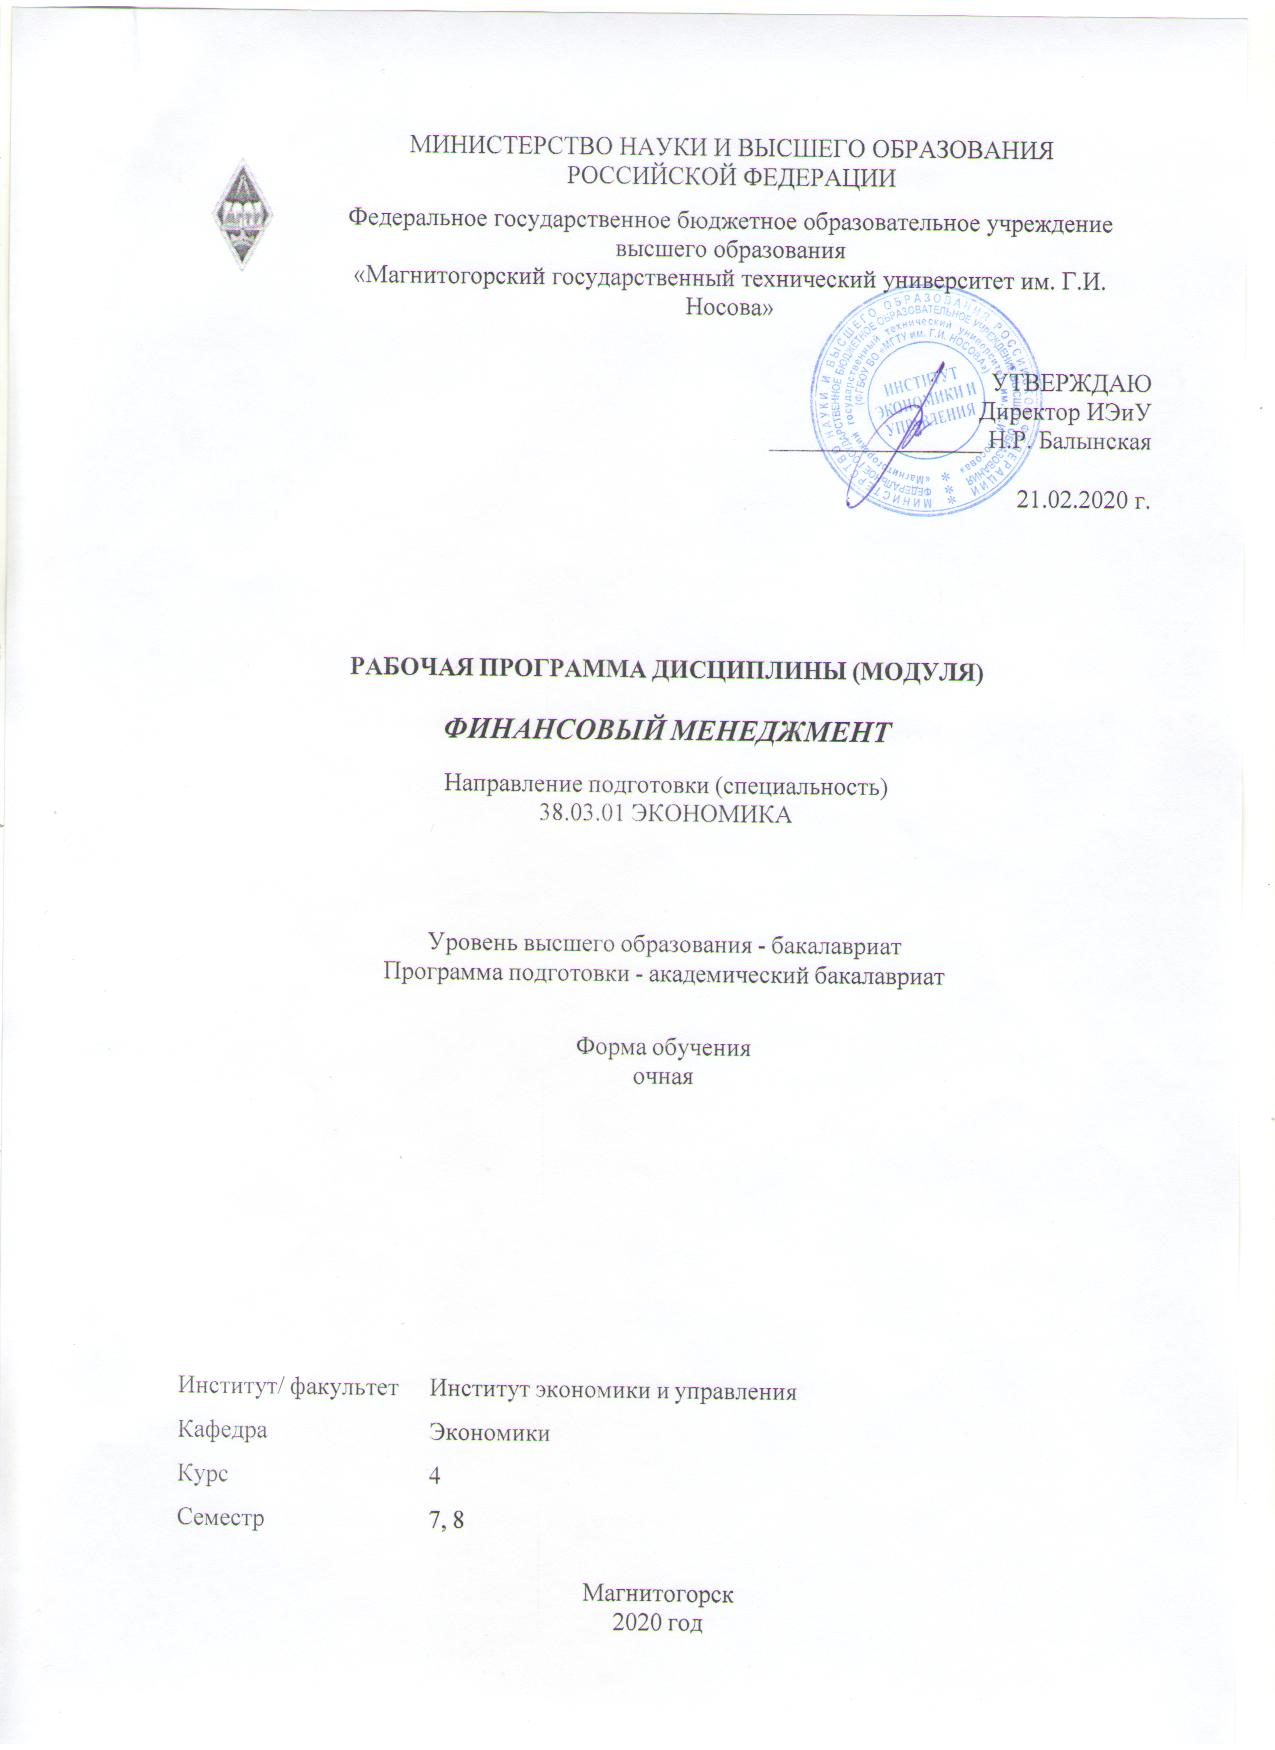 МИНИСТЕРСТВО НАУКИ И ВЫСШЕГО ОБРАЗОВАНИЯ
РОССИЙСКОЙ ФЕДЕРАЦИИ
Федеральное государственное бюджетное образовательное учреждение
высшего образования
«Магнитогорский государственный технический университет им. Г.И.
Носова»
ИНСТИТУТ
ЭКОНОМИКИ И
УПРАВЛЕНИЯ
УТВЕРЖДАЮ
Директор ИЭиУ
Н.Р. Балынская
21.02.2020 г.
РАБОЧАЯ ПРОГРАММА ДИСЦИПЛИНЫ (МОДУЛЯ)
ФИНАНСОВЫЙ МЕНЕДЖМЕНТ
Направление подготовки (специальность)
38.03.01 ЭКОНОМИКА
Уровень высшего образования - бакалавриат
Программа подготовки - академический бакалавриат
Форма обучения
очная
Институт/ факультет Институт экономики и управления
Кафедра Экономики
Курс 4
Семестр 7, 8
Магнитогорск
2020 год